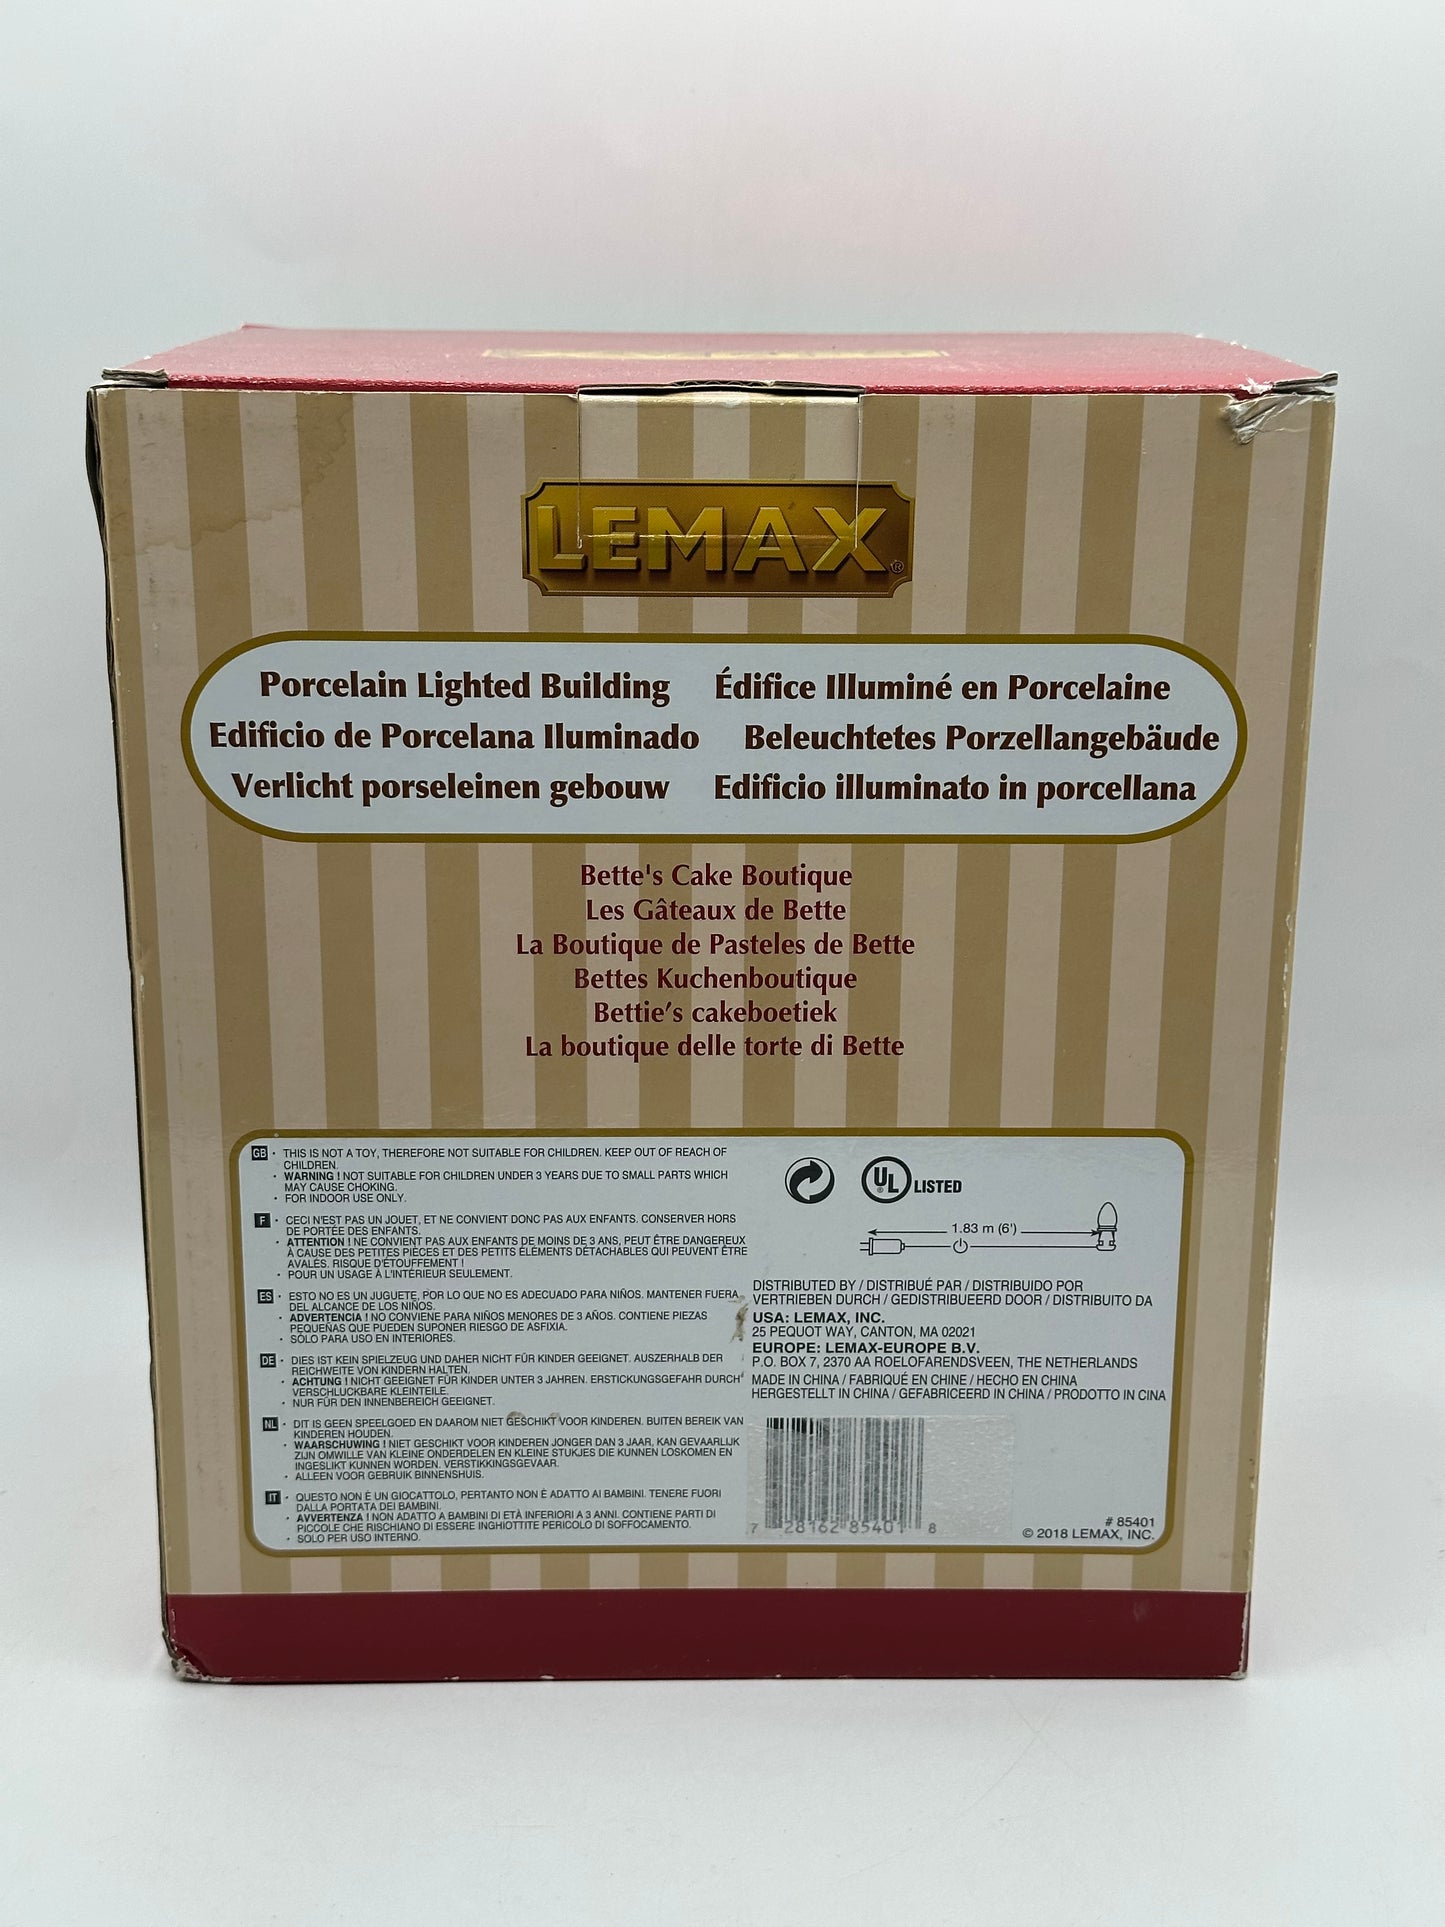 LEMAX®
Porcelain Lighted Building Édifice Illuminé en Porcelaine
Edificio de Porcelana Iluminado Beleuchtetes Porzellangebäude
Verlicht porseleinen gebouw Edificio illuminato in porcellana
Bette's Cake Boutique
Les Gâteaux de Bette
La Boutique de Pasteles de Bette
Bettes Kuchenboutique
Bettie's cakeboetiek
La boutique delle torte di Bette
GB · THIS IS NOT A TOY, THEREFORE NOT SUITABLE FOR CHILDREN. KEEP OUT OF REACH OF
CHILDREN.
· WARNING ! NOT SUITABLE FOR CHILDREN UNDER 3 YEARS DUE TO SMALL PARTS WHICH
MAY CAUSE CHOKING.
· FOR INDOOR USE ONLY.
F · CECI N'EST PAS UN JOUET, ET NE CONVIENT DONC PAS AUX ENFANTS. CONSERVER HORS
DE PORTÉE DES ENFANTS.
· ATTENTION ! NE CONVIENT PAS AUX ENFANTS DE MOINS DE 3 ANS, PEUT ÊTRE DANGEREUX
À CAUSE DES PETITES PIÈCES ET DES PETITS ÉLÉMENTS DÉTACHABLES QUI PEUVENT ÊTRE
AVALÉS. RISQUE D'ÉTOUFFEMENT !
· POUR UN USAGE À L'INTÉRIEUR SEULEMENT.
ES · ESTO NO ES UN JUGUETE, POR LO QUE NO ES ADECUADO PARA NIÑOS. MANTENER FUERA
DEL ALCANCE DE LOS NIÑOS.
· ADVERTENCIA ! NO CONVIENE PARA NIÑOS MENORES DE 3 AÑOS. CONTIENE PIEZAS
PEQUEÑAS QUE PUEDEN SUPONER RIESGO DE ASFIXIA.
· SÓLO PARA USO EN INTERIORES.
DE · DIES IST KEIN SPIELZEUG UND DAHER NICHT FÜR KINDER GEEIGNET. AUSZERHALB DER
REICHWEITE VON KINDERN HALTEN.
· ACHTUNG ! NICHT GEEIGNET FÜR KINDER UNTER 3 JAHREN. ERSTICKUNGSGEFAHR DURCH
VERSCHLUCKBARE KLEINTEILE.
· NUR FÜR DEN INNENBEREICH GEEIGNET.
NL · DIT IS GEEN SPEELGOED EN DAAROM NIET GESCHIKT VOOR KINDEREN. BUITEN BEREIK VAN
KINDEREN HOUDEN.
· WAARSCHUWING ! NIET GESCHIKT VOOR KINDEREN JONGER DAN 3 JAAR, KAN GEVAARLIJK
ZIJN OMWILLE VAN KLEINE ONDERDELEN EN KLEINE STUKJES DIE KUNNEN LOSKOMEN EN
INGESLIKT KUNNEN WORDEN. VERSTIKKINGSGEVAAR.
· ALLEEN VOOR GEBRUIK BINNENSHUIS.
IT · QUESTO NON È UN GIOCATTOLO, PERTANTO NON È ADATTO AI BAMBINI. TENERE FUORI
DALLA PORTATA DEI BAMBINI.
· AVVERTENZA ! NON ADATTO A BAMBINI DI ETÀ INFERIORI A 3 ANNI. CONTIENE PARTI DI
PICCOLE CHE RISCHIANO DI ESSERE INGHIOTTITE PERICOLO DI SOFFOCAMENTO.
· SOLO PER USO INTERNO.
UL ® LISTED
1.83 m (6')
DISTRIBUTED BY / DISTRIBUÉ PAR / DISTRIBUIDO POR
VERTRIEBEN DURCH / GEDISTRIBUEERD DOOR / DISTRIBUITO DA
USA: LEMAX, INC.
25 PEQUOT WAY, CANTON, MA 02021
EUROPE: LEMAX-EUROPE B.V.
P.O. BOX 7, 2370 AA ROELOFARENDSVEEN, THE NETHERLANDS
MADE IN CHINA / FABRIQUÉ EN CHINE / HECHO EN CHINA
HERGESTELLT IN CHINA / GEFABRICEERD IN CHINA / PRODOTTO IN CINA
7 28162 85401 8
# 85401
© 2018 LEMAX, INC.